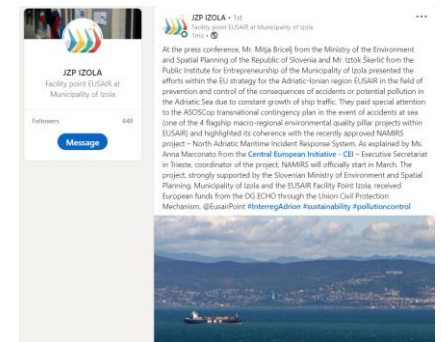 JZP IZOLA
Facility point EUSAIR at
Municipality of Izola
Followers 649
Message
JZP IZOLA • 1st
Facility point EUSAIR at Municipality of Izola
1mo •
At the press conference, Mr. Mitja Bricelj from the Ministry of the Environment
and Spatial Planning of the Republic of Slovenia and Mr. Iztok Škerlič from the
Public Institute for Entrepreneurship of the Municipality of Izola presented the
efforts within the EU strategy for the Adriatic-Ionian region EUSAIR in the field of
prevention and control of the consequences of accidents or potential pollution in
the Adriatic Sea due to constant growth of ship traffic. They paid special attention
to the ASOSCop transnational contingency plan in the event of accidents at sea
(one of the 4 flagship macro-regional environmental quality pillar projects within
EUSAIR) and highlighted its coherence with the recently approved NAMIRS
project – North Adriatic Maritime Incident Response System. As explained by Ms.
Anna Marconato from the Central European Initiative - CEI – Executive Secretariat
in Trieste, coordinator of the project, NAMIRS will officially start in March. The
project, strongly supported by the Slovenian Ministry of Environment and Spatial
Planning, Municipality of Izola and the EUSAIR Facility Point Izola, received
European funds from the DG ECHO through the Union Civil Protection
Mechanism. @EusairPoint #InterregAdrion #sustainability #pollutioncontrol